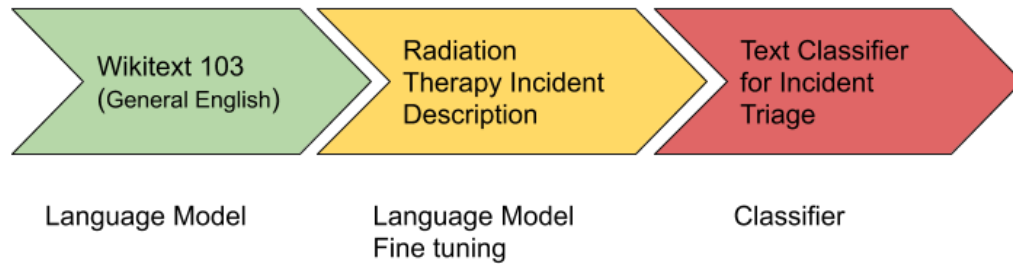 Wikitext 103
(General English)
Radiation
Therapy Incident
Description
Text Classifier
for Incident
Triage
Language Model
Language Model
Fine tuning
Classifier